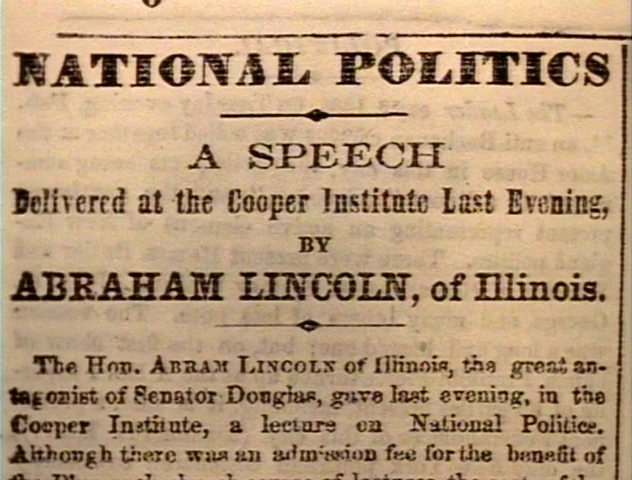 NATIONAL POLITICS
A SPEECH
Delivered at the Cooper Institute Last Evening,
BY
ABRAHAM LINCOLN, of Illinois.
The Hon. ABRAM LINCOLN of Illinois, the great an-
tagonist of Senator Douglas, gave last evening, in the
Cooper Institute, a lecture on National Politics.
Although there was an admission fee for the benefit of